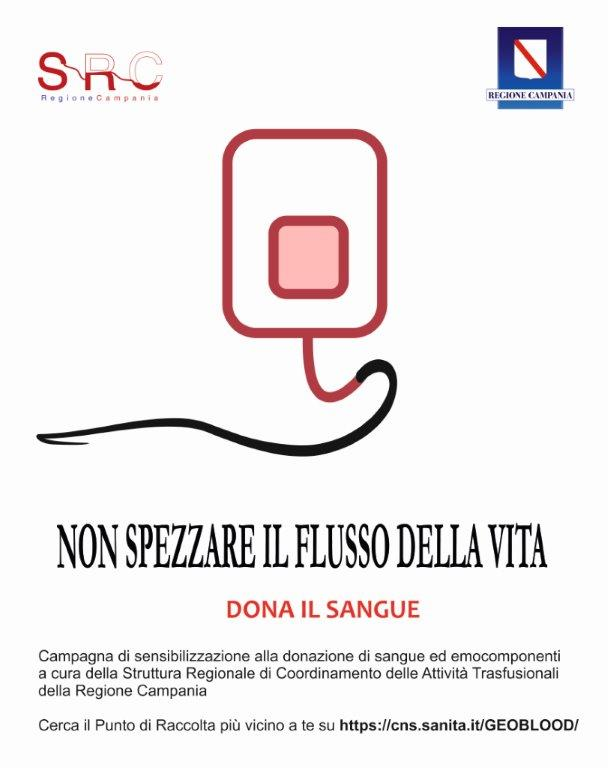 SRC
RegioneCampania
REGIONE CAMPANIA
NON SPEZZARE IL FLUSSO DELLA VITA
DONA IL SANGUE
Campagna di sensibilizzazione alla donazione di sangue ed emocomponenti
a cura della Struttura Regionale di Coordinamento delle Attività Trasfusionali
della Regione Campania
Cerca il Punto di Raccolta più vicino a te su https://cns.sanita.it/GEOBLOOD/